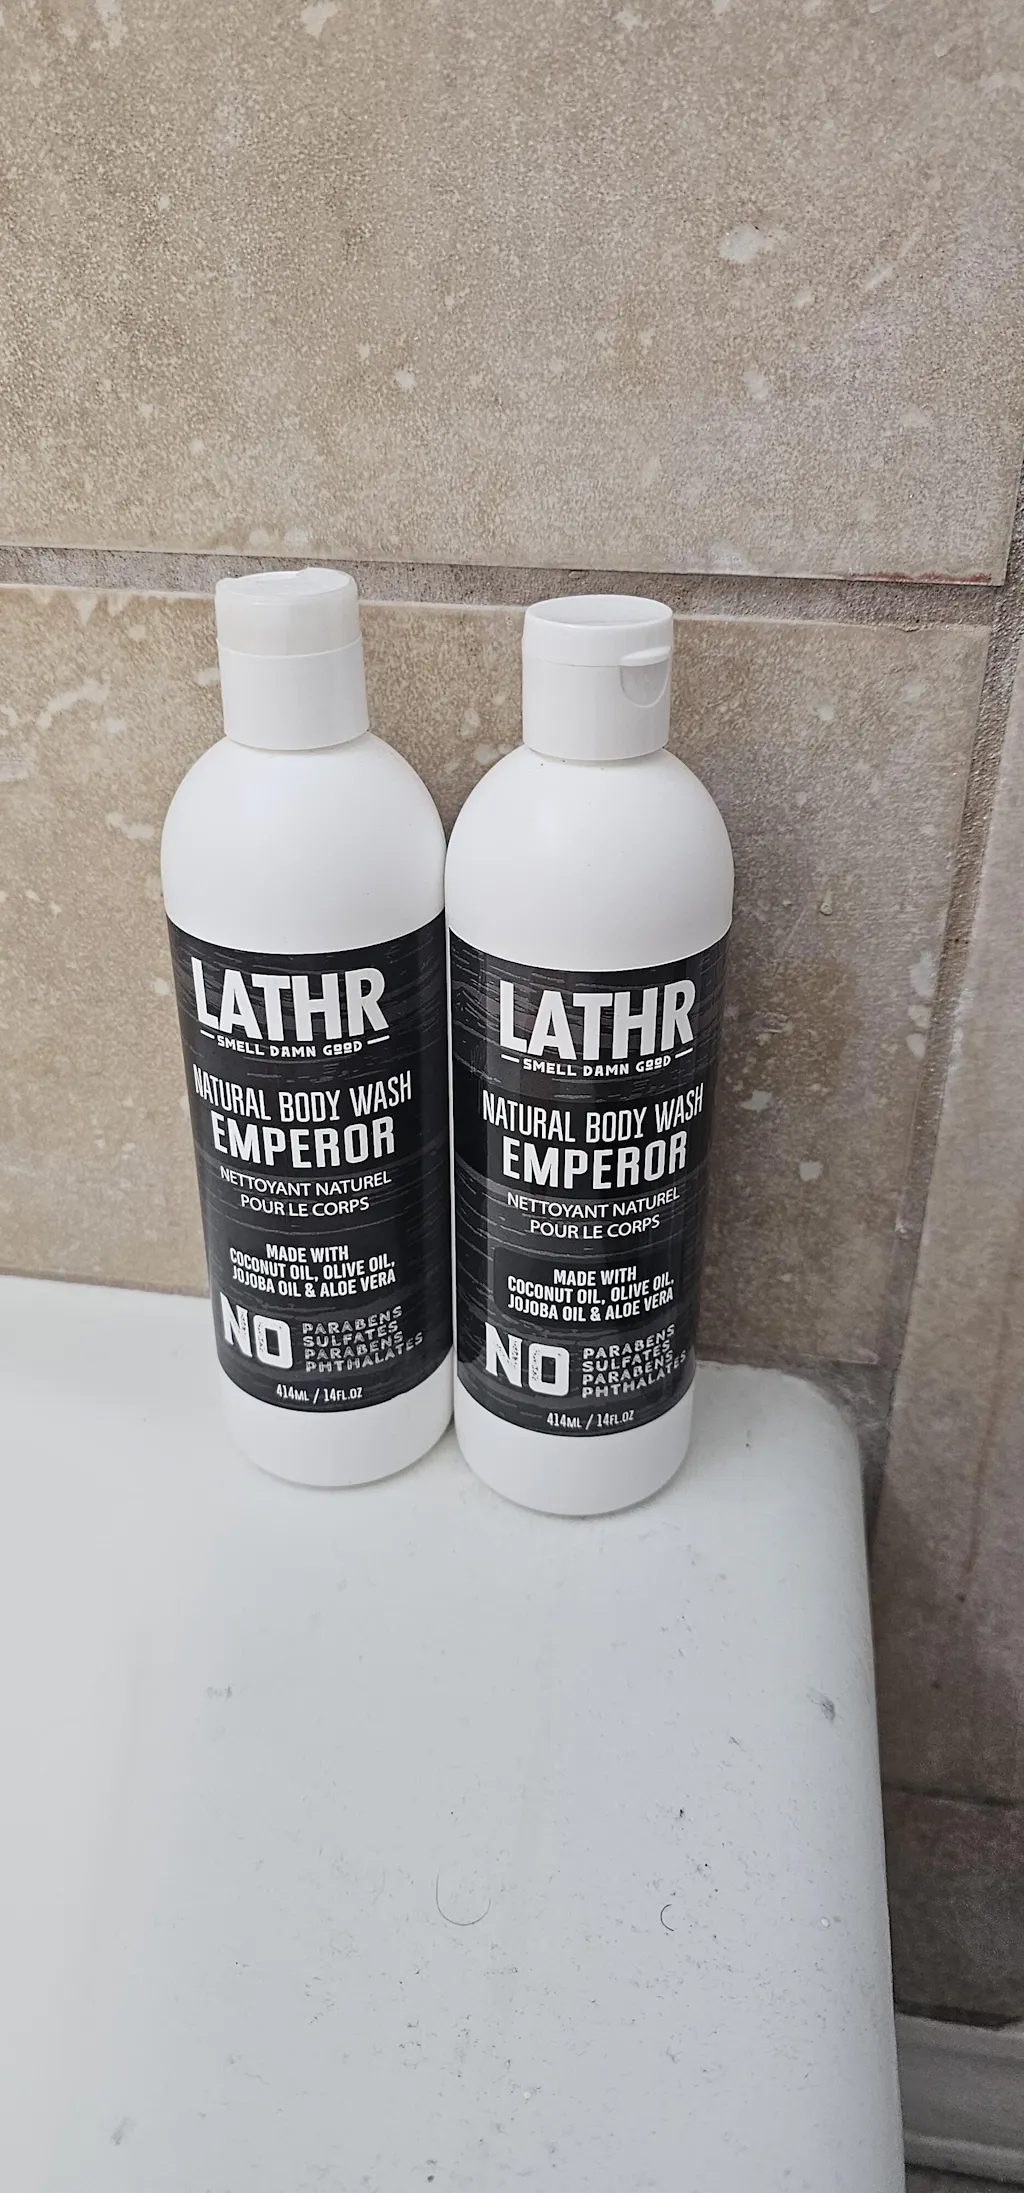 LATHR
SMELL DAMN GOOD
NATURAL BODY WASH
EMPEROR
NETTOYANT NATUREL
POUR LE CORPS
MADE WITH
COCONUT OIL, OLIVE OIL,
JOJOBA OIL & ALOE VERA
NO
PARABENS
SULFATES
PARABENS
PHTHALATES
414ML / 14FL.OZ
LATHR
SMELL DAMN GOOD
NATURAL BODY WASH
EMPEROR
NETTOYANT NATUREL
POUR LE CORPS
MADE WITH
COCONUT OIL, OLIVE OIL,
JOJOBA OIL & ALOE VERA
NO
PARABENS
SULFATES
PARABENS
PHTHALATES
414ML / 14FL.OZ